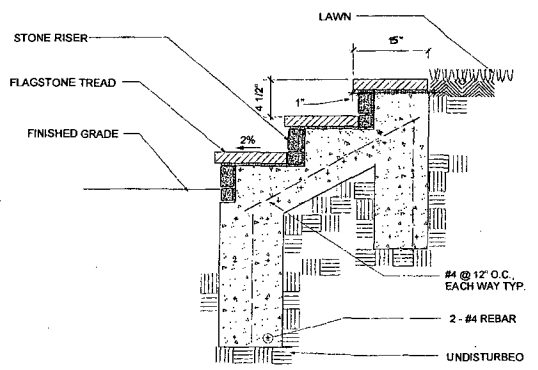 LAWN
STONE RISER
15"
FLAGSTONE TREAD
4 1/2"
1"
FINISHED GRADE
2%
#4 @ 12" O.C.,
EACH WAY TYP.
2 - #4 REBAR
UNDISTURBED